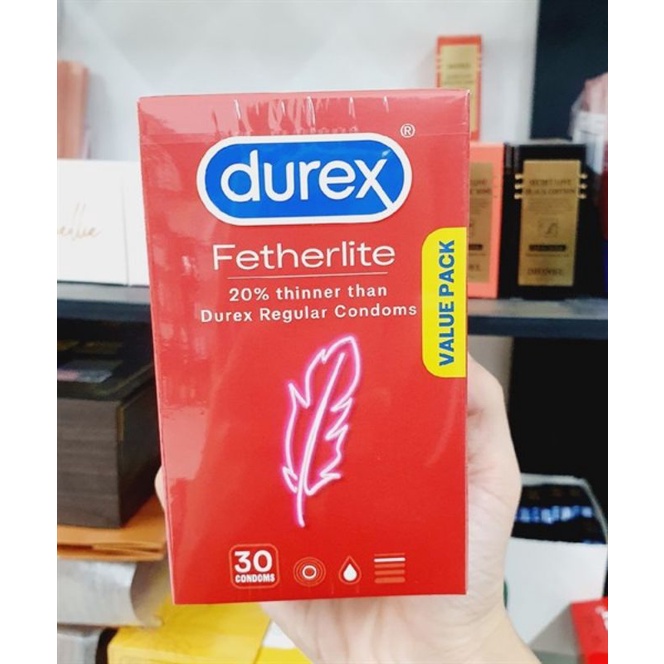 durex®
Fetherlite
20% thinner than
Durex Regular Condoms
VALUE PACK
30
CONDOMS